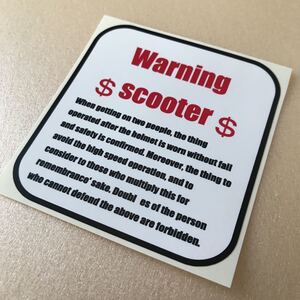 Warning
$ scooter $
When getting on two people, the thing
operated after the helmet is worn without fail
and safety is confirmed. Moreover, the thing to
avoid the high speed operation, and to
consider to those who multiply this for
remembrance' sake. Doubl es of the person
who cannot defend the above are forbidden.